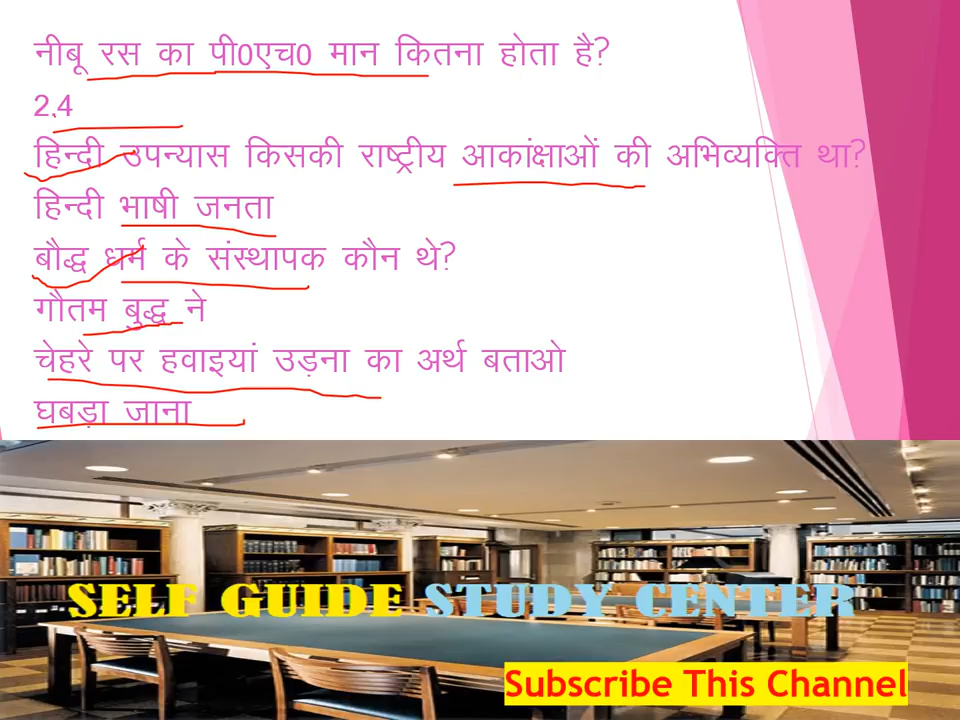 नीबू रस का पी0एच0 मान कितना होता है?
2.4
हिन्दी उपन्यास किसकी राष्ट्रीय आकांक्षाओं की अभिव्यक्ति था?
हिन्दी भाषी जनता
बौद्ध धर्म के संस्थापक कौन थे?
गौतम बुद्ध ने
चेहरे पर हवाइयां उड़ना का अर्थ बताओ
घबड़ा जाना
SELF GUIDE STUDY CENTER
Subscribe This Channel